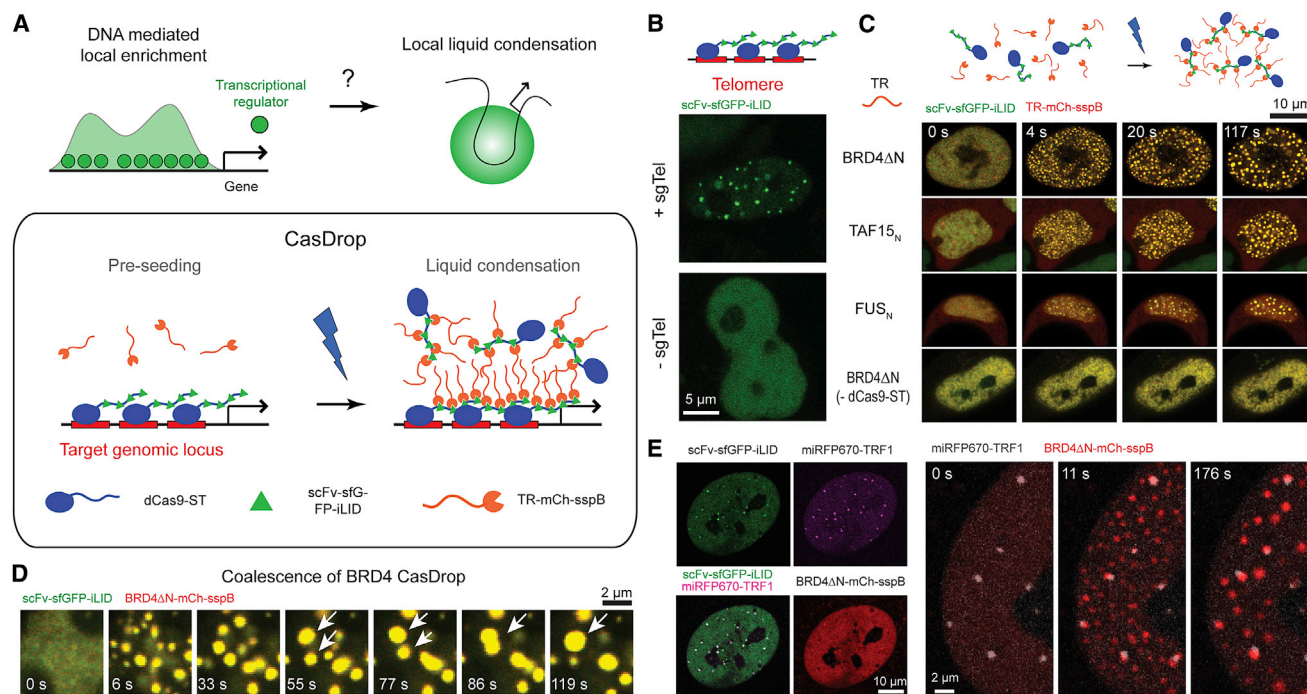 A
DNA mediated
local enrichment
Transcriptional
regulator
Gene
?
Local liquid condensation
CasDrop
Pre-seeding
Liquid condensation
Target genomic locus
dCas9-ST
scFv-sfG-
FP-iLID
TR-mCh-sspB
B
Telomere
scFv-sfGFP-iLID
+ sgTel
- sgTel
5 µm
C
TR
scFv-sfGFP-iLID TR-mCh-sspB
10 µm
0 s 4 s 20 s 117 s
BRD4ΔN
TAF15N
FUSN
BRD4ΔN
(- dCas9-ST)
D
Coalescence of BRD4 CasDrop
scFv-sfGFP-iLID BRD4ΔN-mCh-sspB
2 µm
0 s 6 s 33 s 55 s 77 s 86 s 119 s
E
scFv-sfGFP-iLID miRFP670-TRF1
scFv-sfGFP-iLID
miRFP670-TRF1
BRD4ΔN-mCh-sspB
10 µm
miRFP670-TRF1 BRD4ΔN-mCh-sspB
0 s 11 s 176 s
2 µm